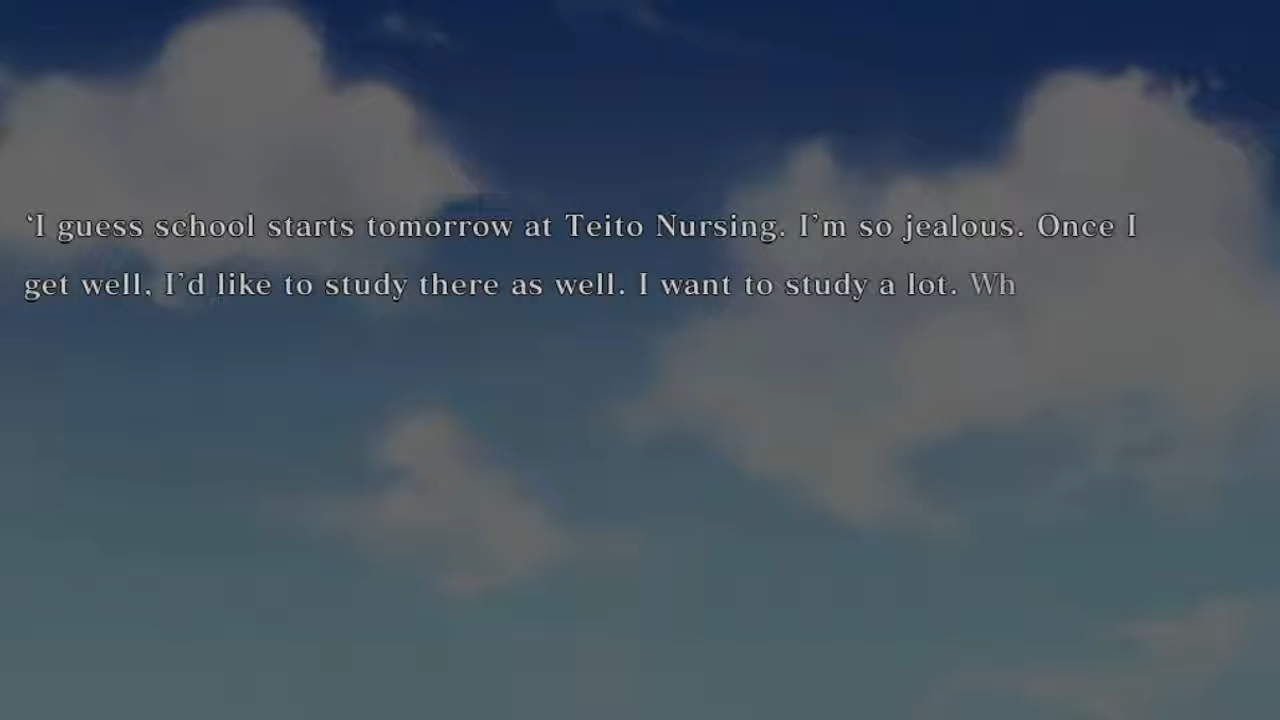 ‘I guess school starts tomorrow at Teito Nursing. I’m so jealous. Once I
get well, I’d like to study there as well. I want to study a lot. Wh